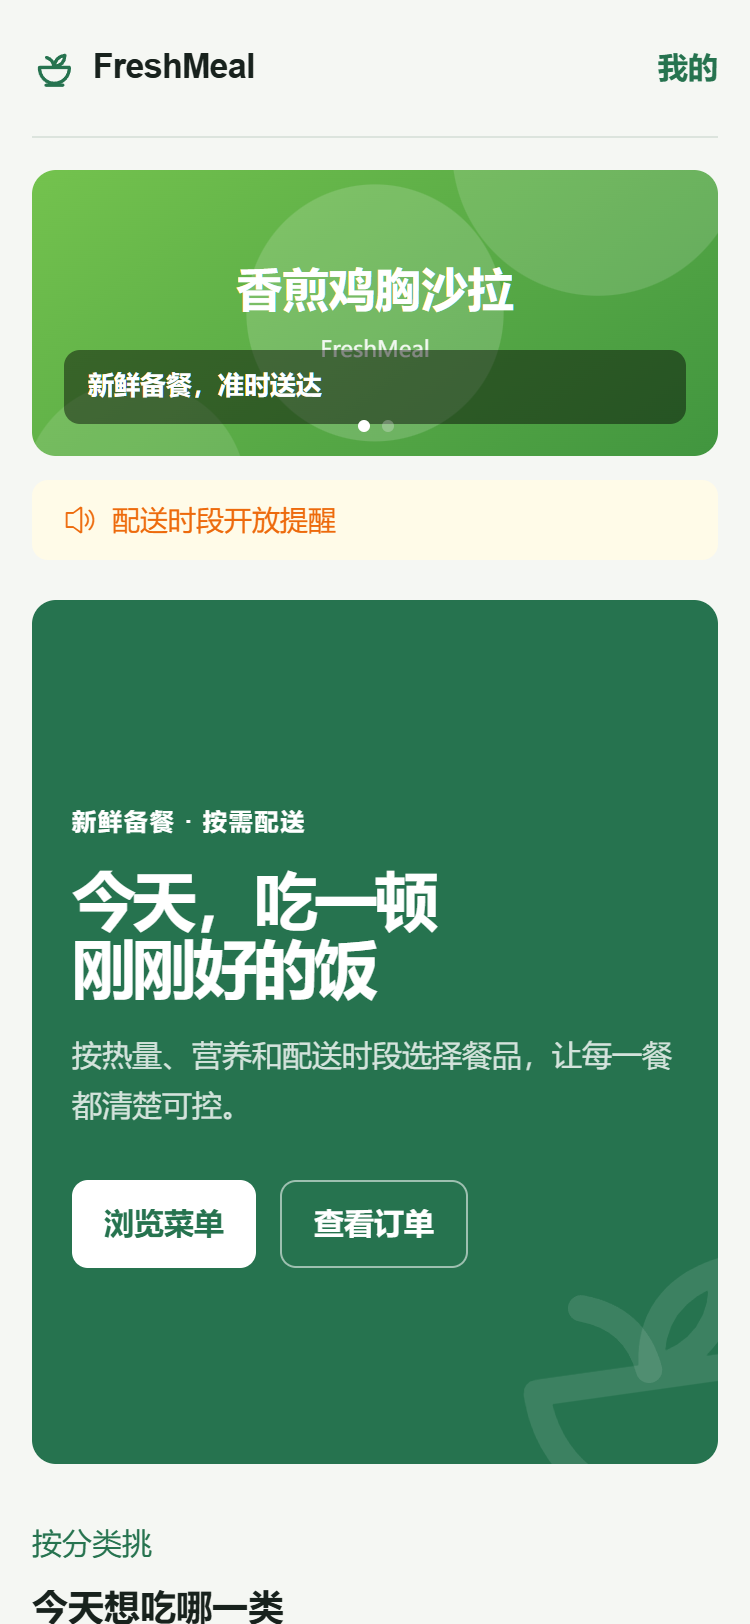 FreshMeal
我的
香煎鸡胸沙拉
FreshMeal
新鲜备餐，准时送达
配送时段开放提醒
新鲜备餐 · 按需配送
今天，吃一顿
刚刚好的饭
按热量、营养和配送时段选择餐品，让每一餐
都清楚可控。
浏览菜单
查看订单
按分类挑
今天想吃哪一类